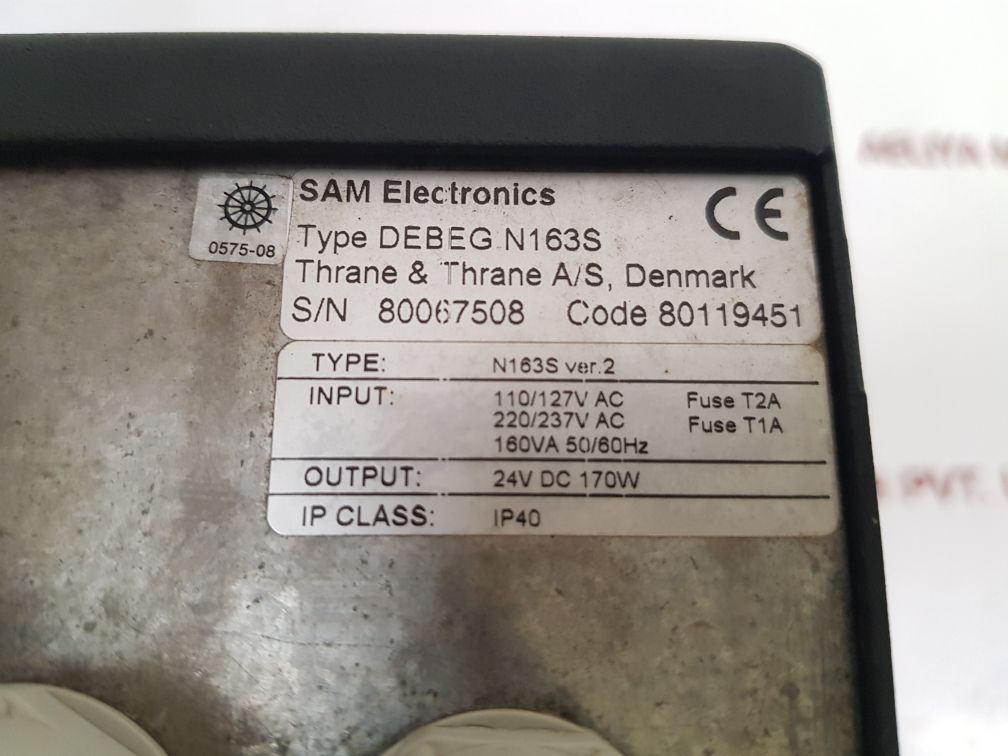 SAM Electronics
0575-08
Type DEBEG N163S
Thrane & Thrane A/S, Denmark
S/N 80067508 Code 80119451
CE
TYPE: N163S ver.2
INPUT: 110/127V AC Fuse T2A
220/237V AC Fuse T1A
160VA 50/60Hz
OUTPUT: 24V DC 170W
IP CLASS: IP40
PVT.